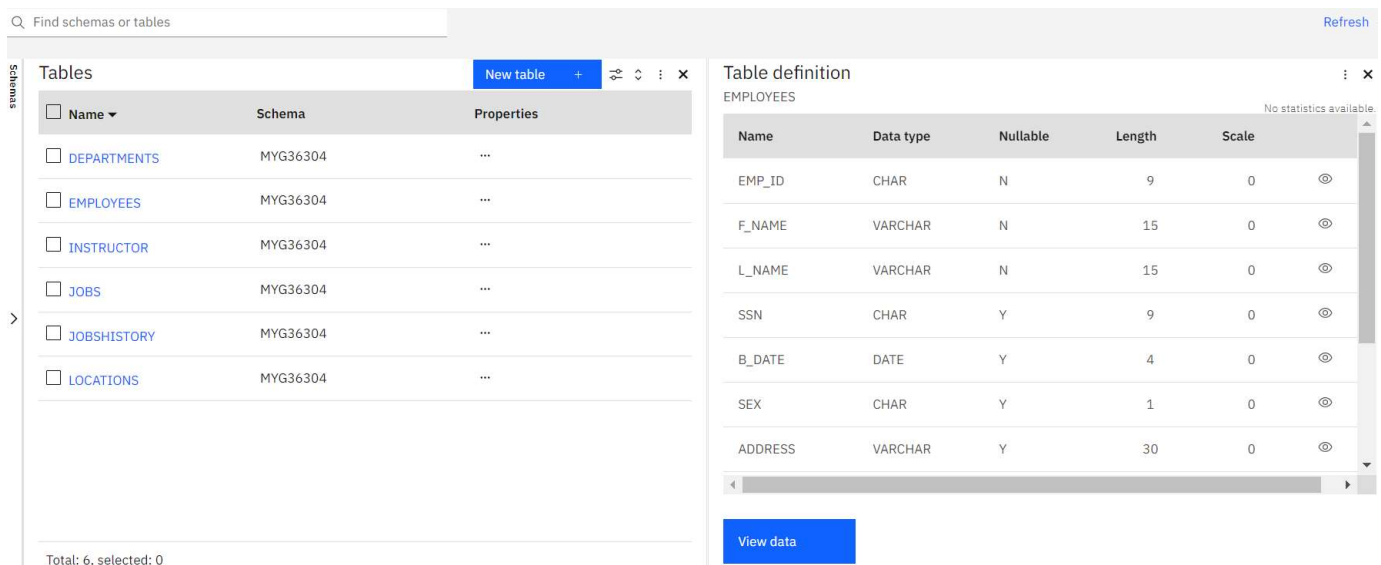 Find schemas or tables
Refresh
Schemas
Tables
New table +
Name Schema Properties
DEPARTMENTS MYG36304 ...
EMPLOYEES MYG36304 ...
INSTRUCTOR MYG36304 ...
JOBS MYG36304 ...
JOBSHISTORY MYG36304 ...
LOCATIONS MYG36304 ...
Total: 6, selected: 0
Table definition
EMPLOYEES
No statistics available.
Name Data type Nullable Length Scale
EMP_ID CHAR N 9 0
F_NAME VARCHAR N 15 0
L_NAME VARCHAR N 15 0
SSN CHAR Y 9 0
B_DATE DATE Y 4 0
SEX CHAR Y 1 0
ADDRESS VARCHAR Y 30 0
View data